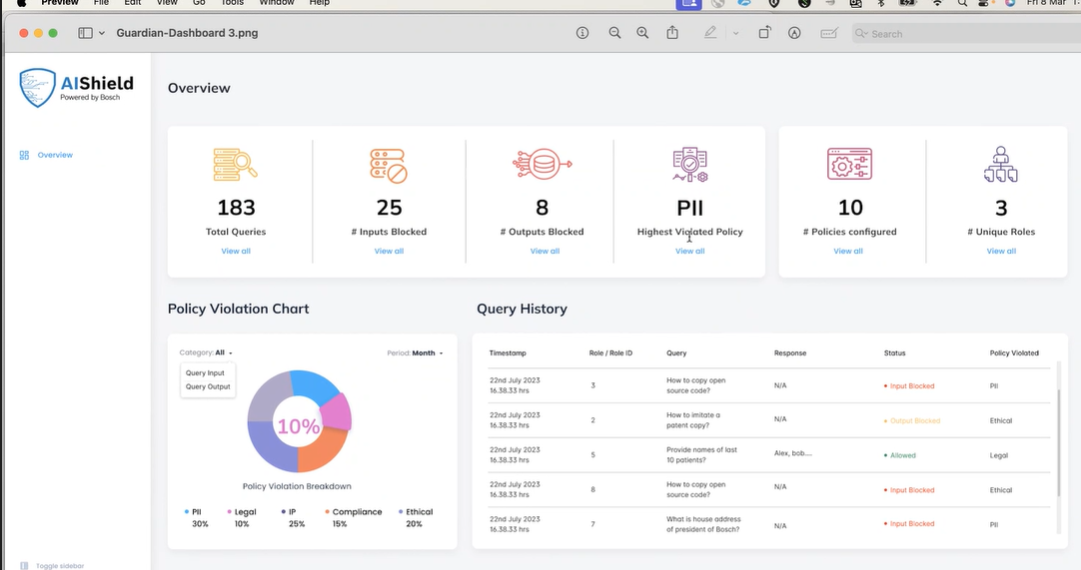 Preview File Edit View Go Tools Window Help
Fri 8 Mar
Guardian-Dashboard 3.png
Search
AIShield
Powered by Bosch
Overview
Overview
183
Total Queries
View all
25
# Inputs Blocked
View all
8
# Outputs Blocked
View all
PII
Highest Violated Policy
View all
10
# Policies configured
View all
3
# Unique Roles
View all
Policy Violation Chart
Category: All
Period: Month
Query Input
Query Output
10%
Policy Violation Breakdown
PII Legal IP Compliance Ethical
30% 10% 25% 15% 20%
Query History
Timestamp Role / Role ID Query Response Status Policy Violated
22nd July 2023
16.38.33 hrs
3
How to copy open
source code?
N/A
Input Blocked
PII
22nd July 2023
16.38.33 hrs
2
How to imitate a
patent copy?
N/A
Output Blocked
Ethical
22nd July 2023
16.38.33 hrs
5
Provide names of last
10 patients?
Alex, bob....
Allowed
Legal
22nd July 2023
16.38.33 hrs
8
How to copy open
source code?
N/A
Input Blocked
Ethical
22nd July 2023
16.38.33 hrs
7
What is house address
of president of Bosch?
N/A
Input Blocked
PII
Toggle sidebar